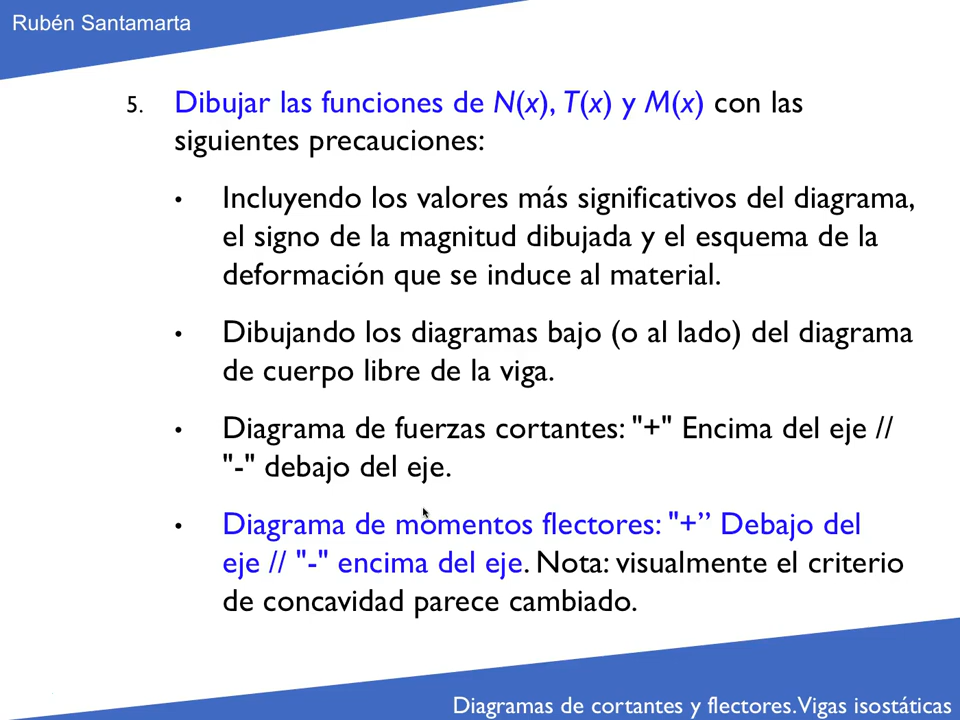 Rubén Santamarta
5. Dibujar las funciones de N(x), T(x) y M(x) con las
siguientes precauciones:
• Incluyendo los valores más significativos del diagrama,
el signo de la magnitud dibujada y el esquema de la
deformación que se induce al material.
• Dibujando los diagramas bajo (o al lado) del diagrama
de cuerpo libre de la viga.
• Diagrama de fuerzas cortantes: "+" Encima del eje //
"-" debajo del eje.
• Diagrama de momentos flectores: "+” Debajo del
eje // "-" encima del eje. Nota: visualmente el criterio
de concavidad parece cambiado.
Diagramas de cortantes y flectores. Vigas isostáticas